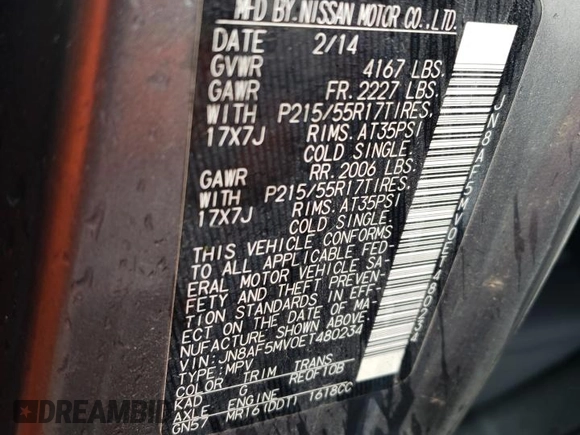 MFD BY.NISSAN MOTOR CO.,LTD.
DATE 2/14
GVWR 4167 LBS.
GAWR FR. 2227 LBS.
WITH P215/55R17TIRES,
17X7J RIMS. AT35PSI
COLD SINGLE.
GAWR RR. 2006 LBS.
WITH P215/55R17TIRES,
17X7J RIMS. AT35PSI
COLD SINGLE.
THIS VEHICLE CONFORMS
TO ALL APPLICABLE FED-
ERAL MOTOR VEHICLE SA-
FETY AND THEFT PREVEN-
TION STANDARDS IN EFF-
ECT ON THE DATE OF MA-
NUFACTURE SHOWN ABOVE.
VIN: JN8AF5MV0ET480234
TYPE: MPV
COLOR TRIM TRANS
KAD G RE0F10B
AXLE ENGINE
GN57 MR16(DDT) 1618CC
JN8AF5MV0ET480234
DREAMBID